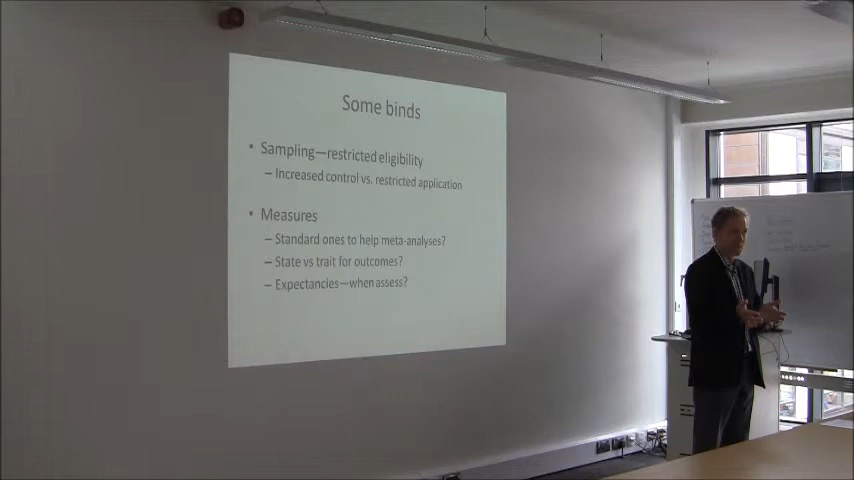 Some binds
• Sampling—restricted eligibility
– Increased control vs. restricted application
• Measures
– Standard ones to help meta-analyses?
– State vs trait for outcomes?
– Expectancies—when assess?